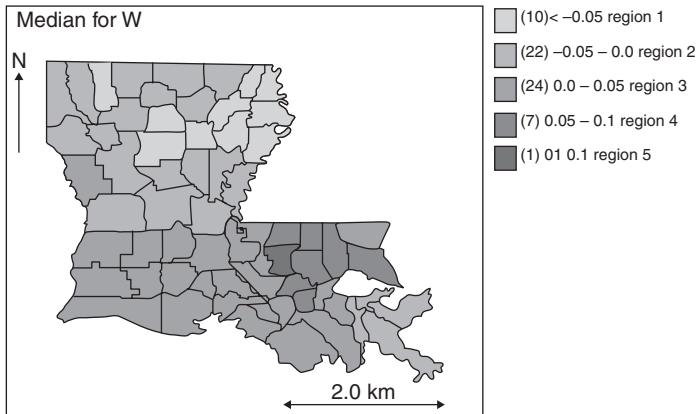 Median for W
N
2.0 km
(10)< –0.05 region 1
(22) –0.05 – 0.0 region 2
(24) 0.0 – 0.05 region 3
(7) 0.05 – 0.1 region 4
(1) 01 0.1 region 5